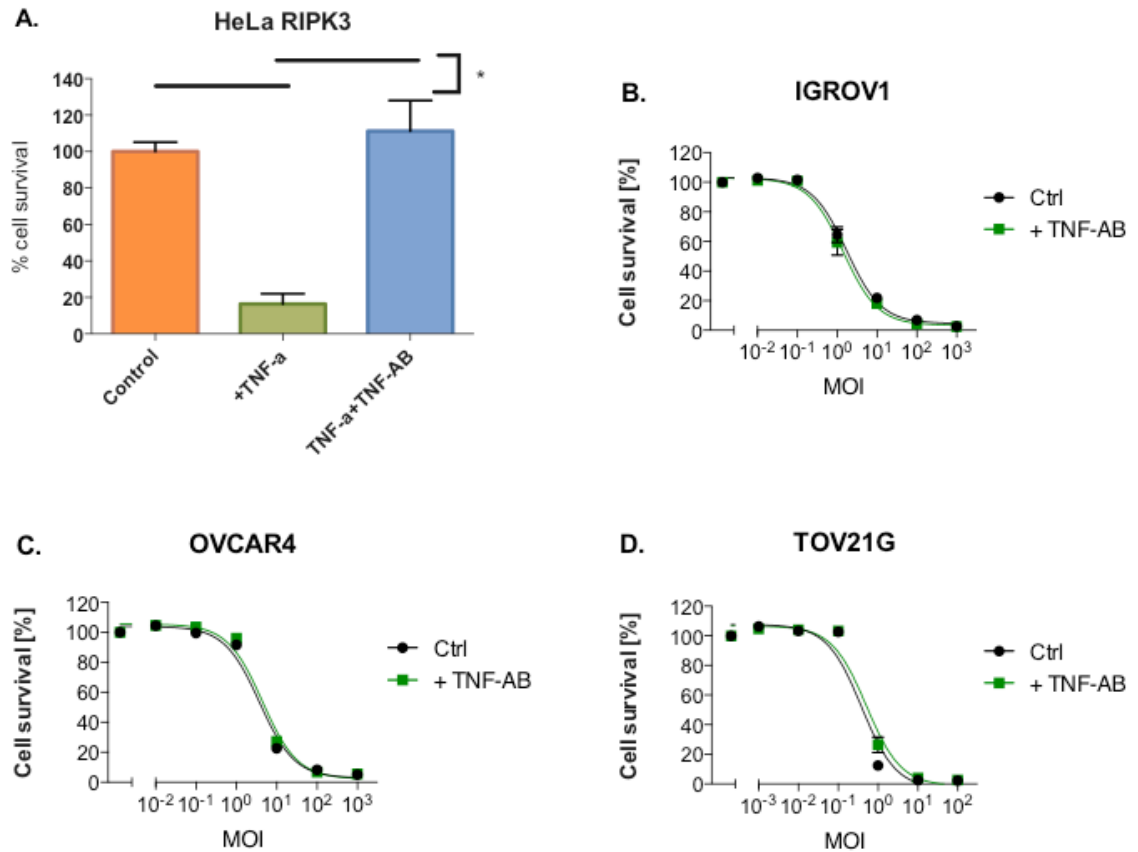 A.
HeLa RIPK3
% cell survival
140
120
100
80
60
40
20
0
*
Control
+TNF-a
TNF-a+TNF-AB
B.
IGROV1
Cell survival [%]
120
100
80
60
40
20
0
10⁻² 10⁻¹ 10⁰ 10¹ 10² 10³
MOI
Ctrl
+ TNF-AB
C.
OVCAR4
Cell survival [%]
120
100
80
60
40
20
0
10⁻² 10⁻¹ 10⁰ 10¹ 10² 10³
MOI
Ctrl
+ TNF-AB
D.
TOV21G
Cell survival [%]
120
100
80
60
40
20
0
10⁻³ 10⁻² 10⁻¹ 10⁰ 10¹ 10²
MOI
Ctrl
+ TNF-AB